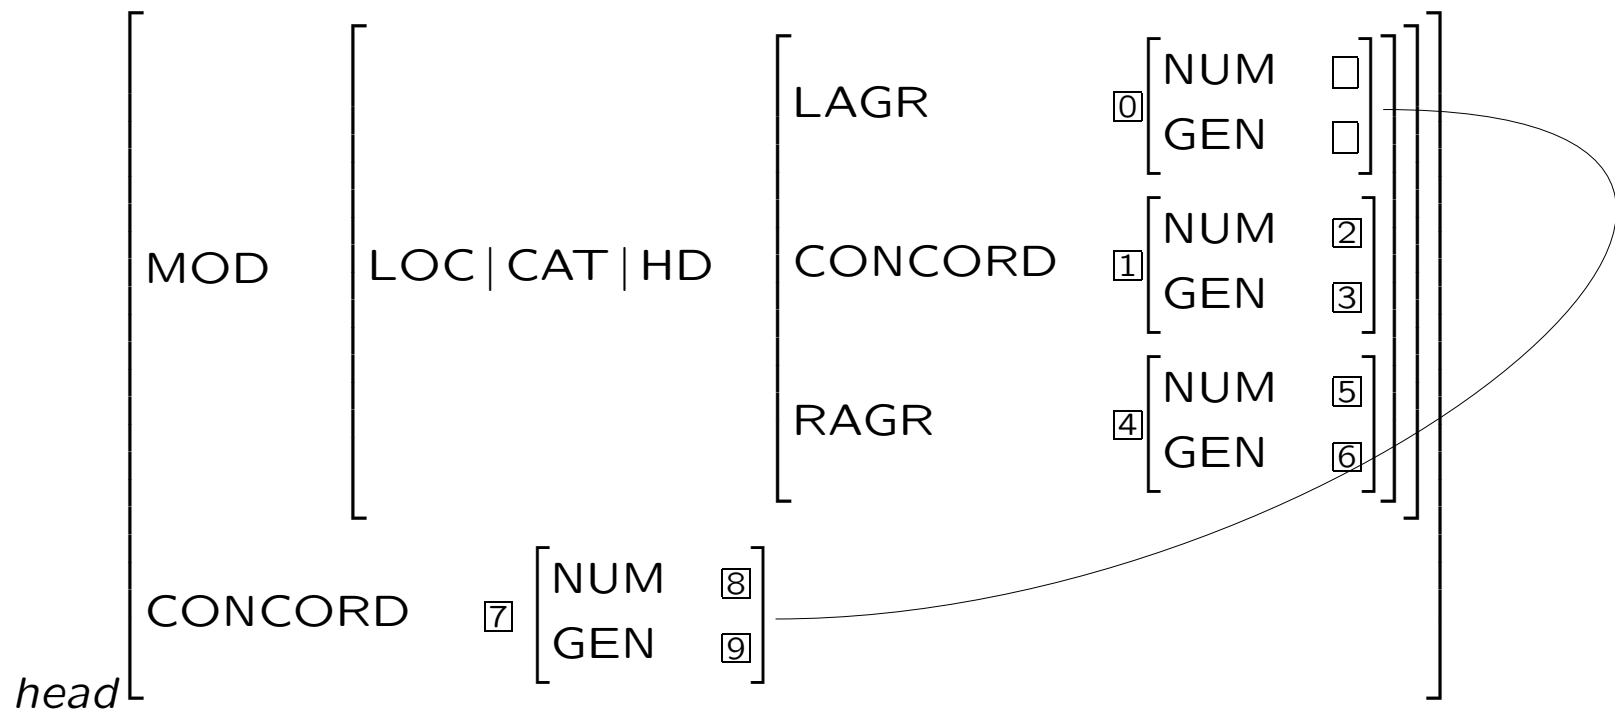 NUM
LAGR 0 GEN
NUM 2
MOD LOC|CAT|HD CONCORD 1 GEN 3
NUM 5
RAGR 4 GEN 6
NUM 8
CONCORD 7 GEN 9
head